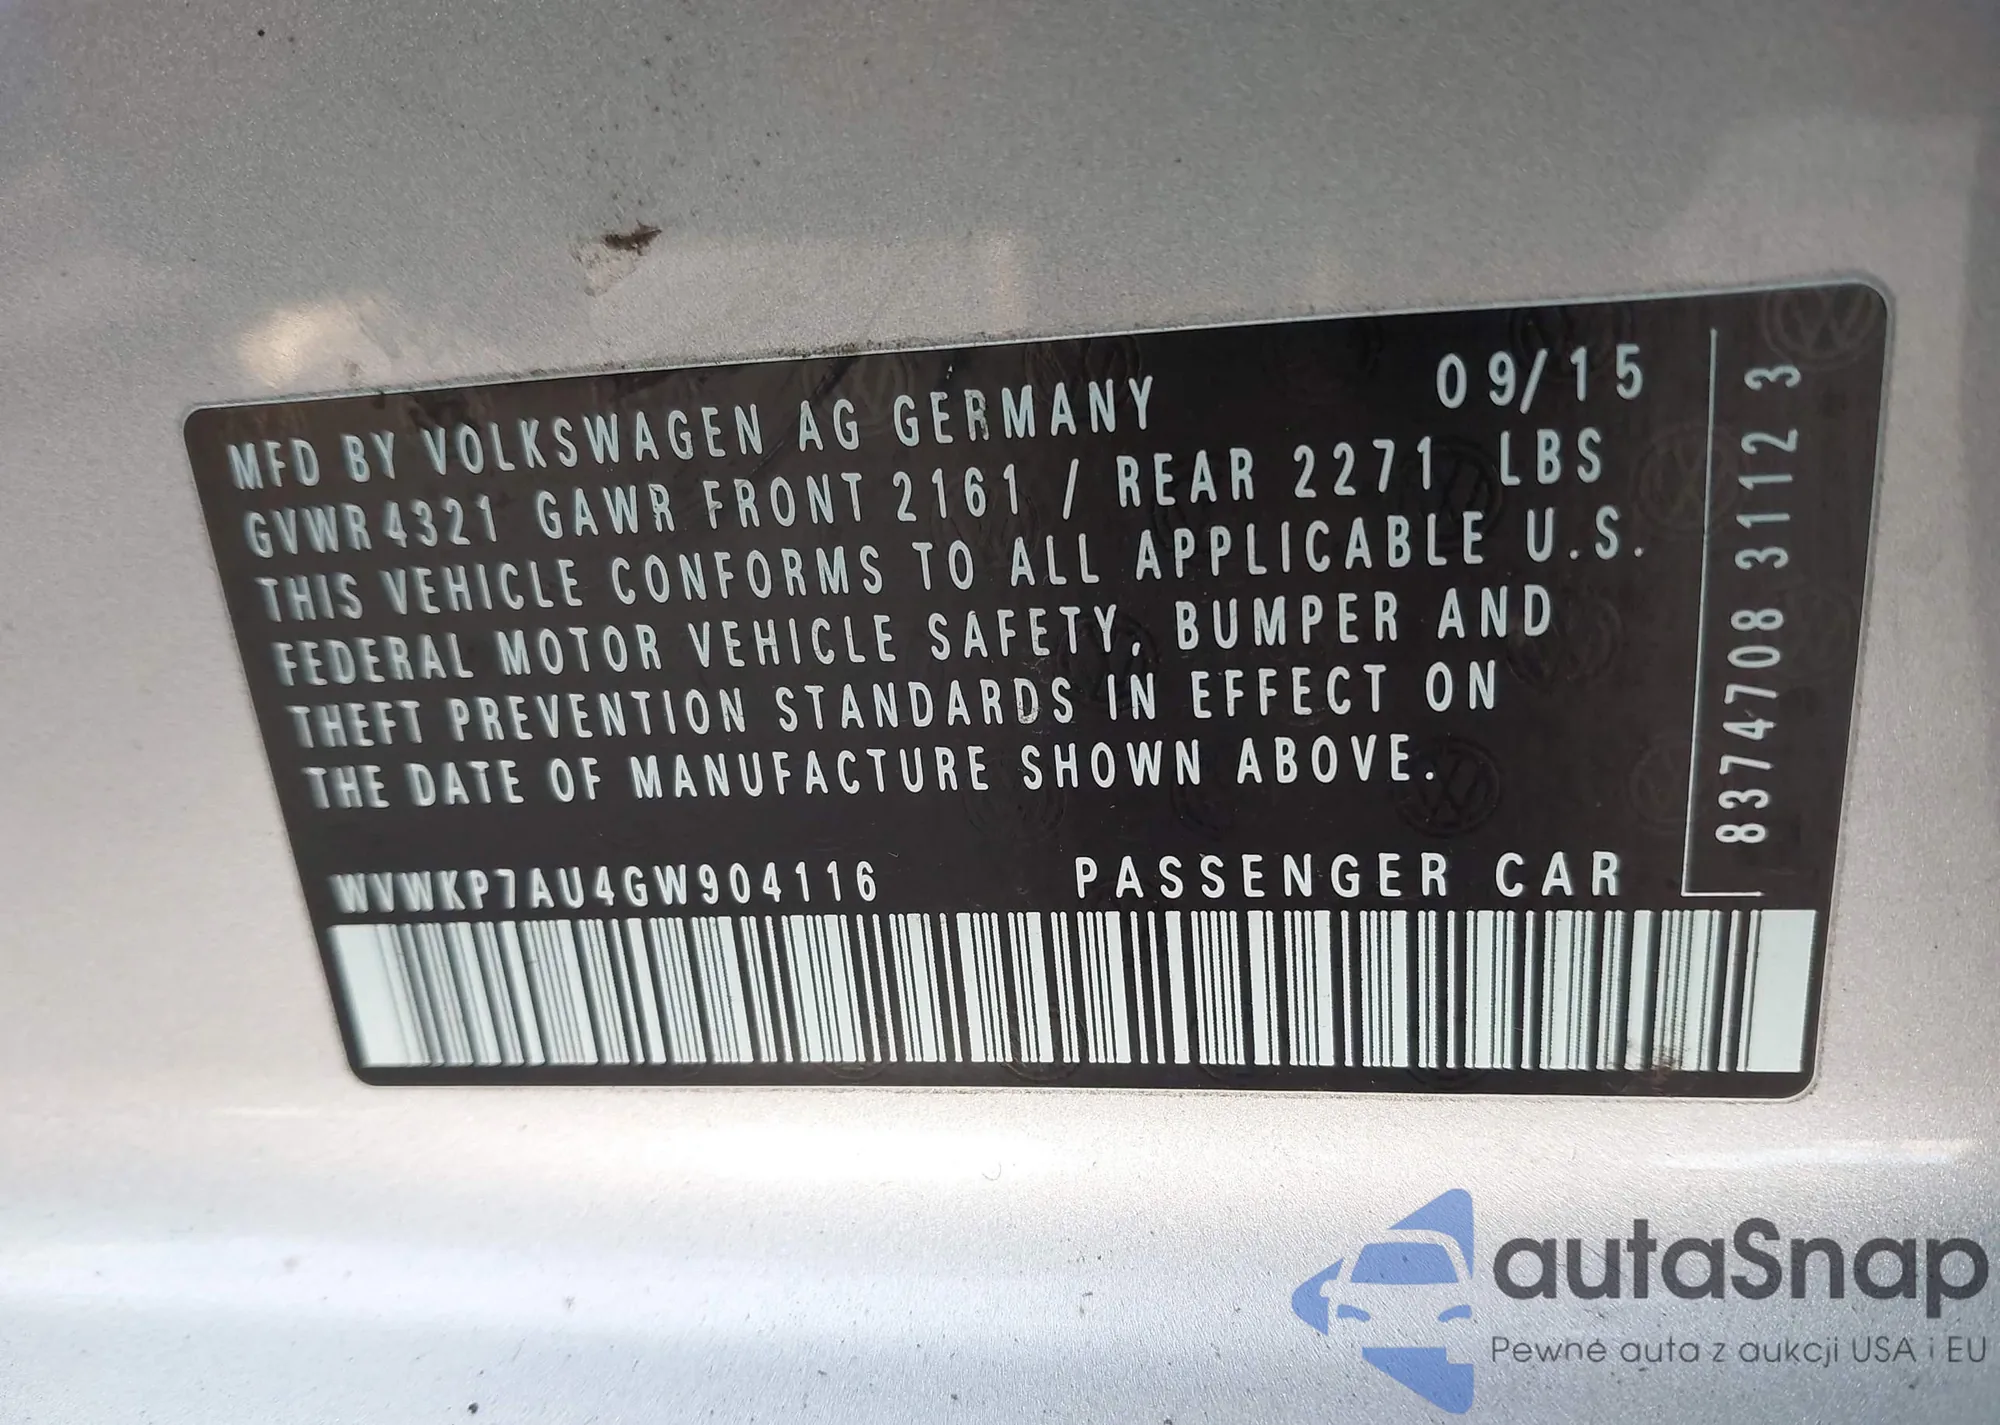 MFD BY VOLKSWAGEN AG GERMANY 09/15
GVWR 4321 GAWR FRONT 2161 / REAR 2271 LBS
THIS VEHICLE CONFORMS TO ALL APPLICABLE U.S.
FEDERAL MOTOR VEHICLE SAFETY, BUMPER AND
THEFT PREVENTION STANDARDS IN EFFECT ON
THE DATE OF MANUFACTURE SHOWN ABOVE.
WVWKP7AU4GW904116 PASSENGER CAR
8374708 3112 3
autaSnap
Pewne auta z aukcji USA i EU